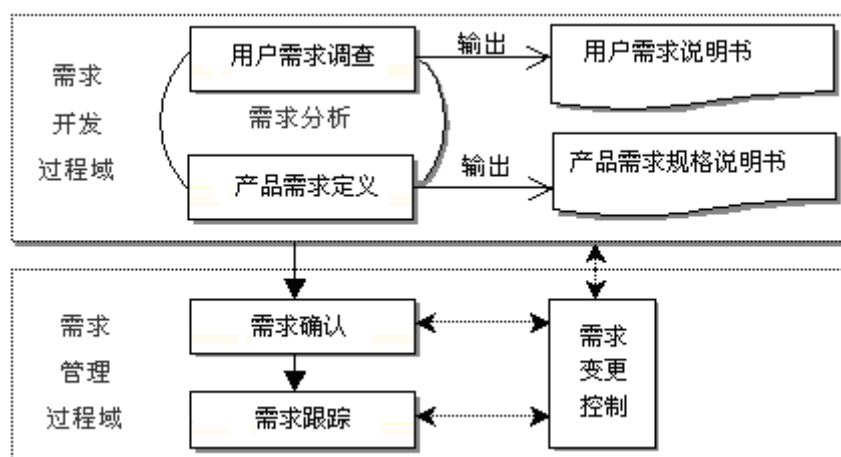 用户需求调查
输出
用户需求说明书
需求
开发
过程域
需求分析
产品需求定义
输出
产品需求规格说明书
需求
管理
过程域
需求确认
需求跟踪
需求
变更
控制